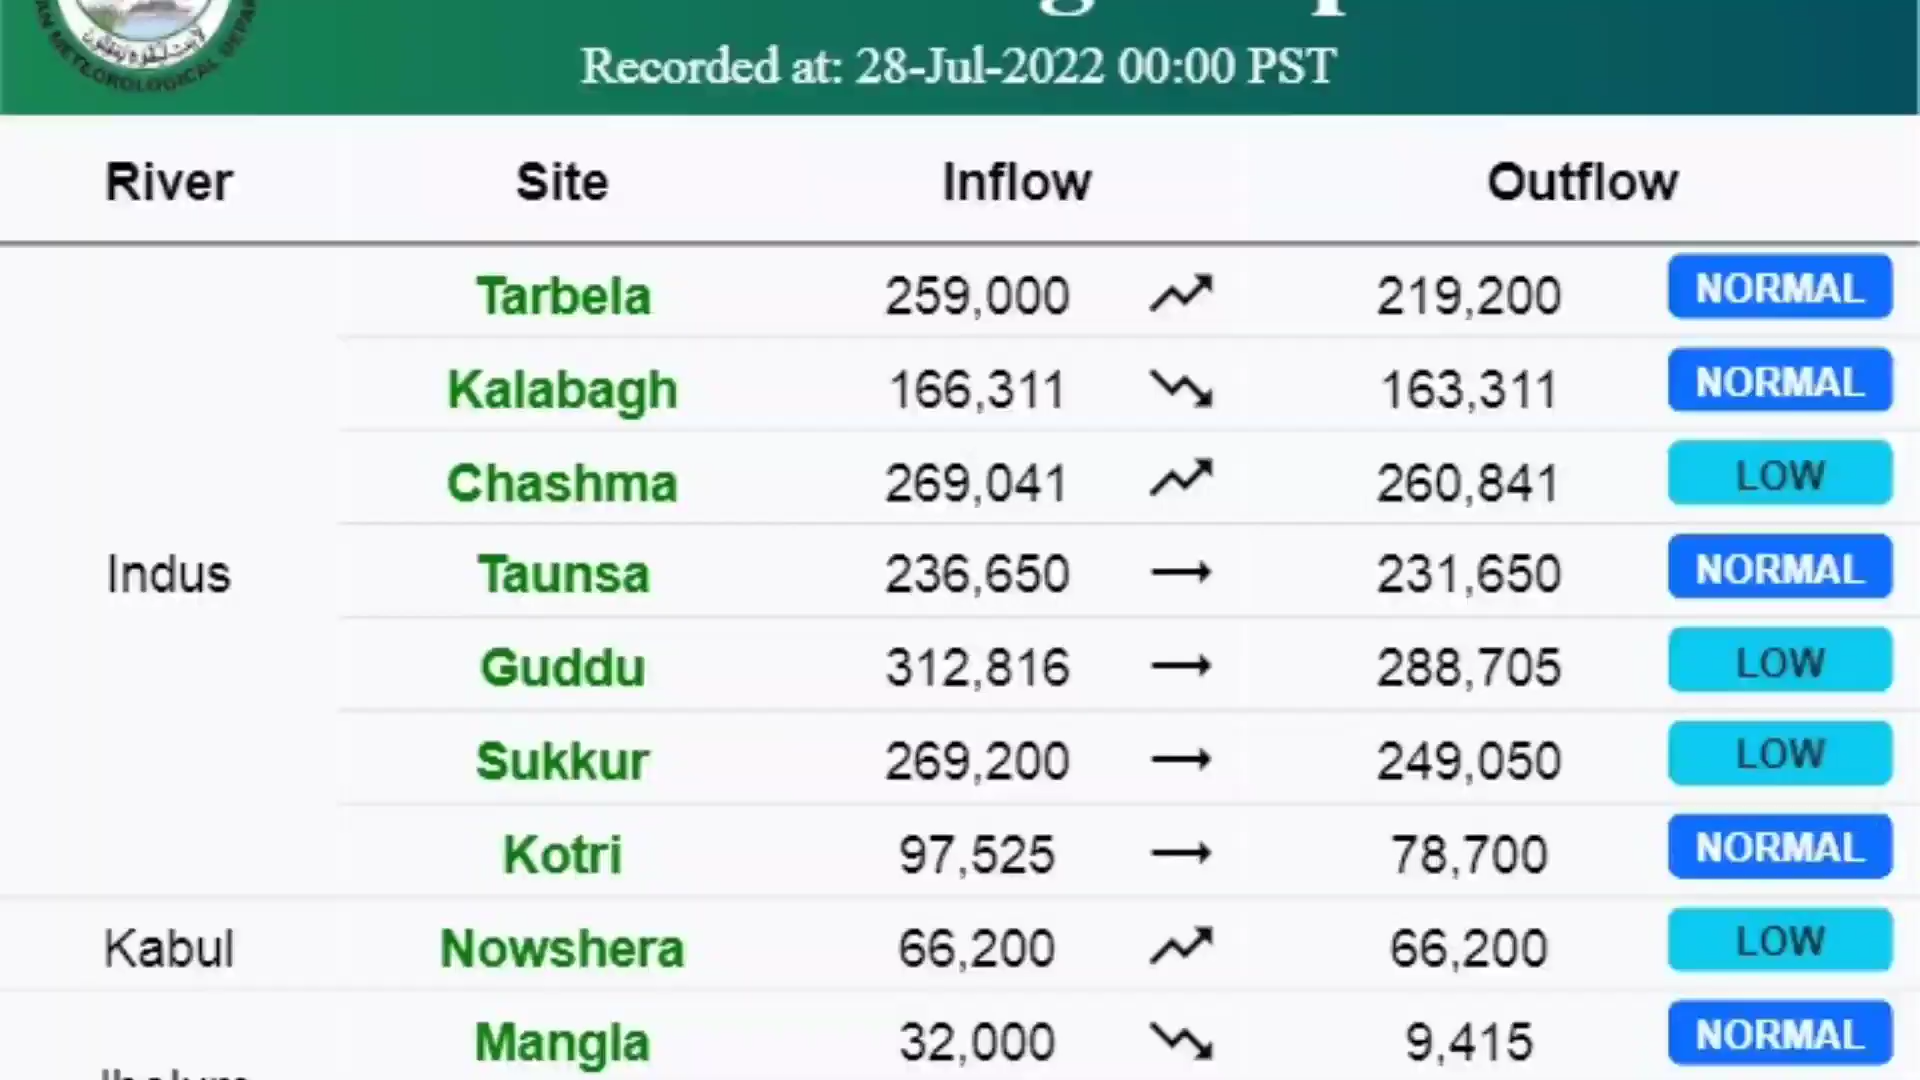 METEOROLOGICAL
Recorded at: 28-Jul-2022 00:00 PST
River Site Inflow Outflow
Indus
Tarbela 259,000 219,200 NORMAL
Kalabagh 166,311 163,311 NORMAL
Chashma 269,041 260,841 LOW
Taunsa 236,650 231,650 NORMAL
Guddu 312,816 288,705 LOW
Sukkur 269,200 249,050 LOW
Kotri 97,525 78,700 NORMAL
Kabul Nowshera 66,200 66,200 LOW
Mangla 32,000 9,415 NORMAL